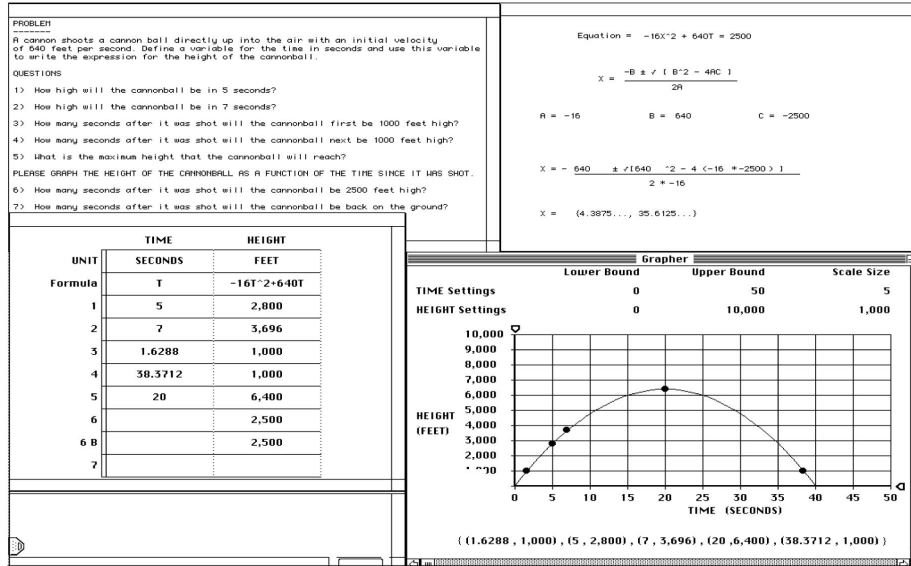 PROBLEM
-------
A cannon shoots a cannon ball directly up into the air with an initial velocity
of 640 feet per second. Define a variable for the time in seconds and use this variable
to write the expression for the height of the cannonball.
QUESTIONS
1) How high will the cannonball be in 5 seconds?
2) How high will the cannonball be in 7 seconds?
3) How many seconds after it was shot will the cannonball first be 1000 feet high?
4) How many seconds after it was shot will the cannonball next be 1000 feet high?
5) What is the maximum height that the cannonball will reach?
PLEASE GRAPH THE HEIGHT OF THE CANNONBALL AS A FUNCTION OF THE TIME SINCE IT WAS SHOT.
6) How many seconds after it was shot will the cannonball be 2500 feet high?
7) How many seconds after it was shot will the cannonball be back on the ground?
Equation = -16X^2 + 640T = 2500
X = -B ± √ [ B^2 - 4AC ]
2A
A = -16 B = 640 C = -2500
X = - 640 ± √[640 ^2 - 4 (-16 *-2500) ]
2 * -16
X = {4.3875..., 35.6125...}
TIME HEIGHT
UNIT SECONDS FEET
Formula T -16T^2+640T
1 5 2,800
2 7 3,696
3 1.6288 1,000
4 38.3712 1,000
5 20 6,400
6 2,500
6 B 2,500
7
Grapher
Lower Bound Upper Bound Scale Size
TIME Settings 0 50 5
HEIGHT Settings 0 10,000 1,000
10,000
9,000
8,000
7,000
6,000
HEIGHT 5,000
(FEET) 4,000
3,000
2,000
0 5 10 15 20 25 30 35 40 45 50
TIME (SECONDS)
{ (1.6288 , 1,000) , (5 , 2,800) , (7 , 3,696) , (20 ,6,400) , (38.3712 , 1,000) }